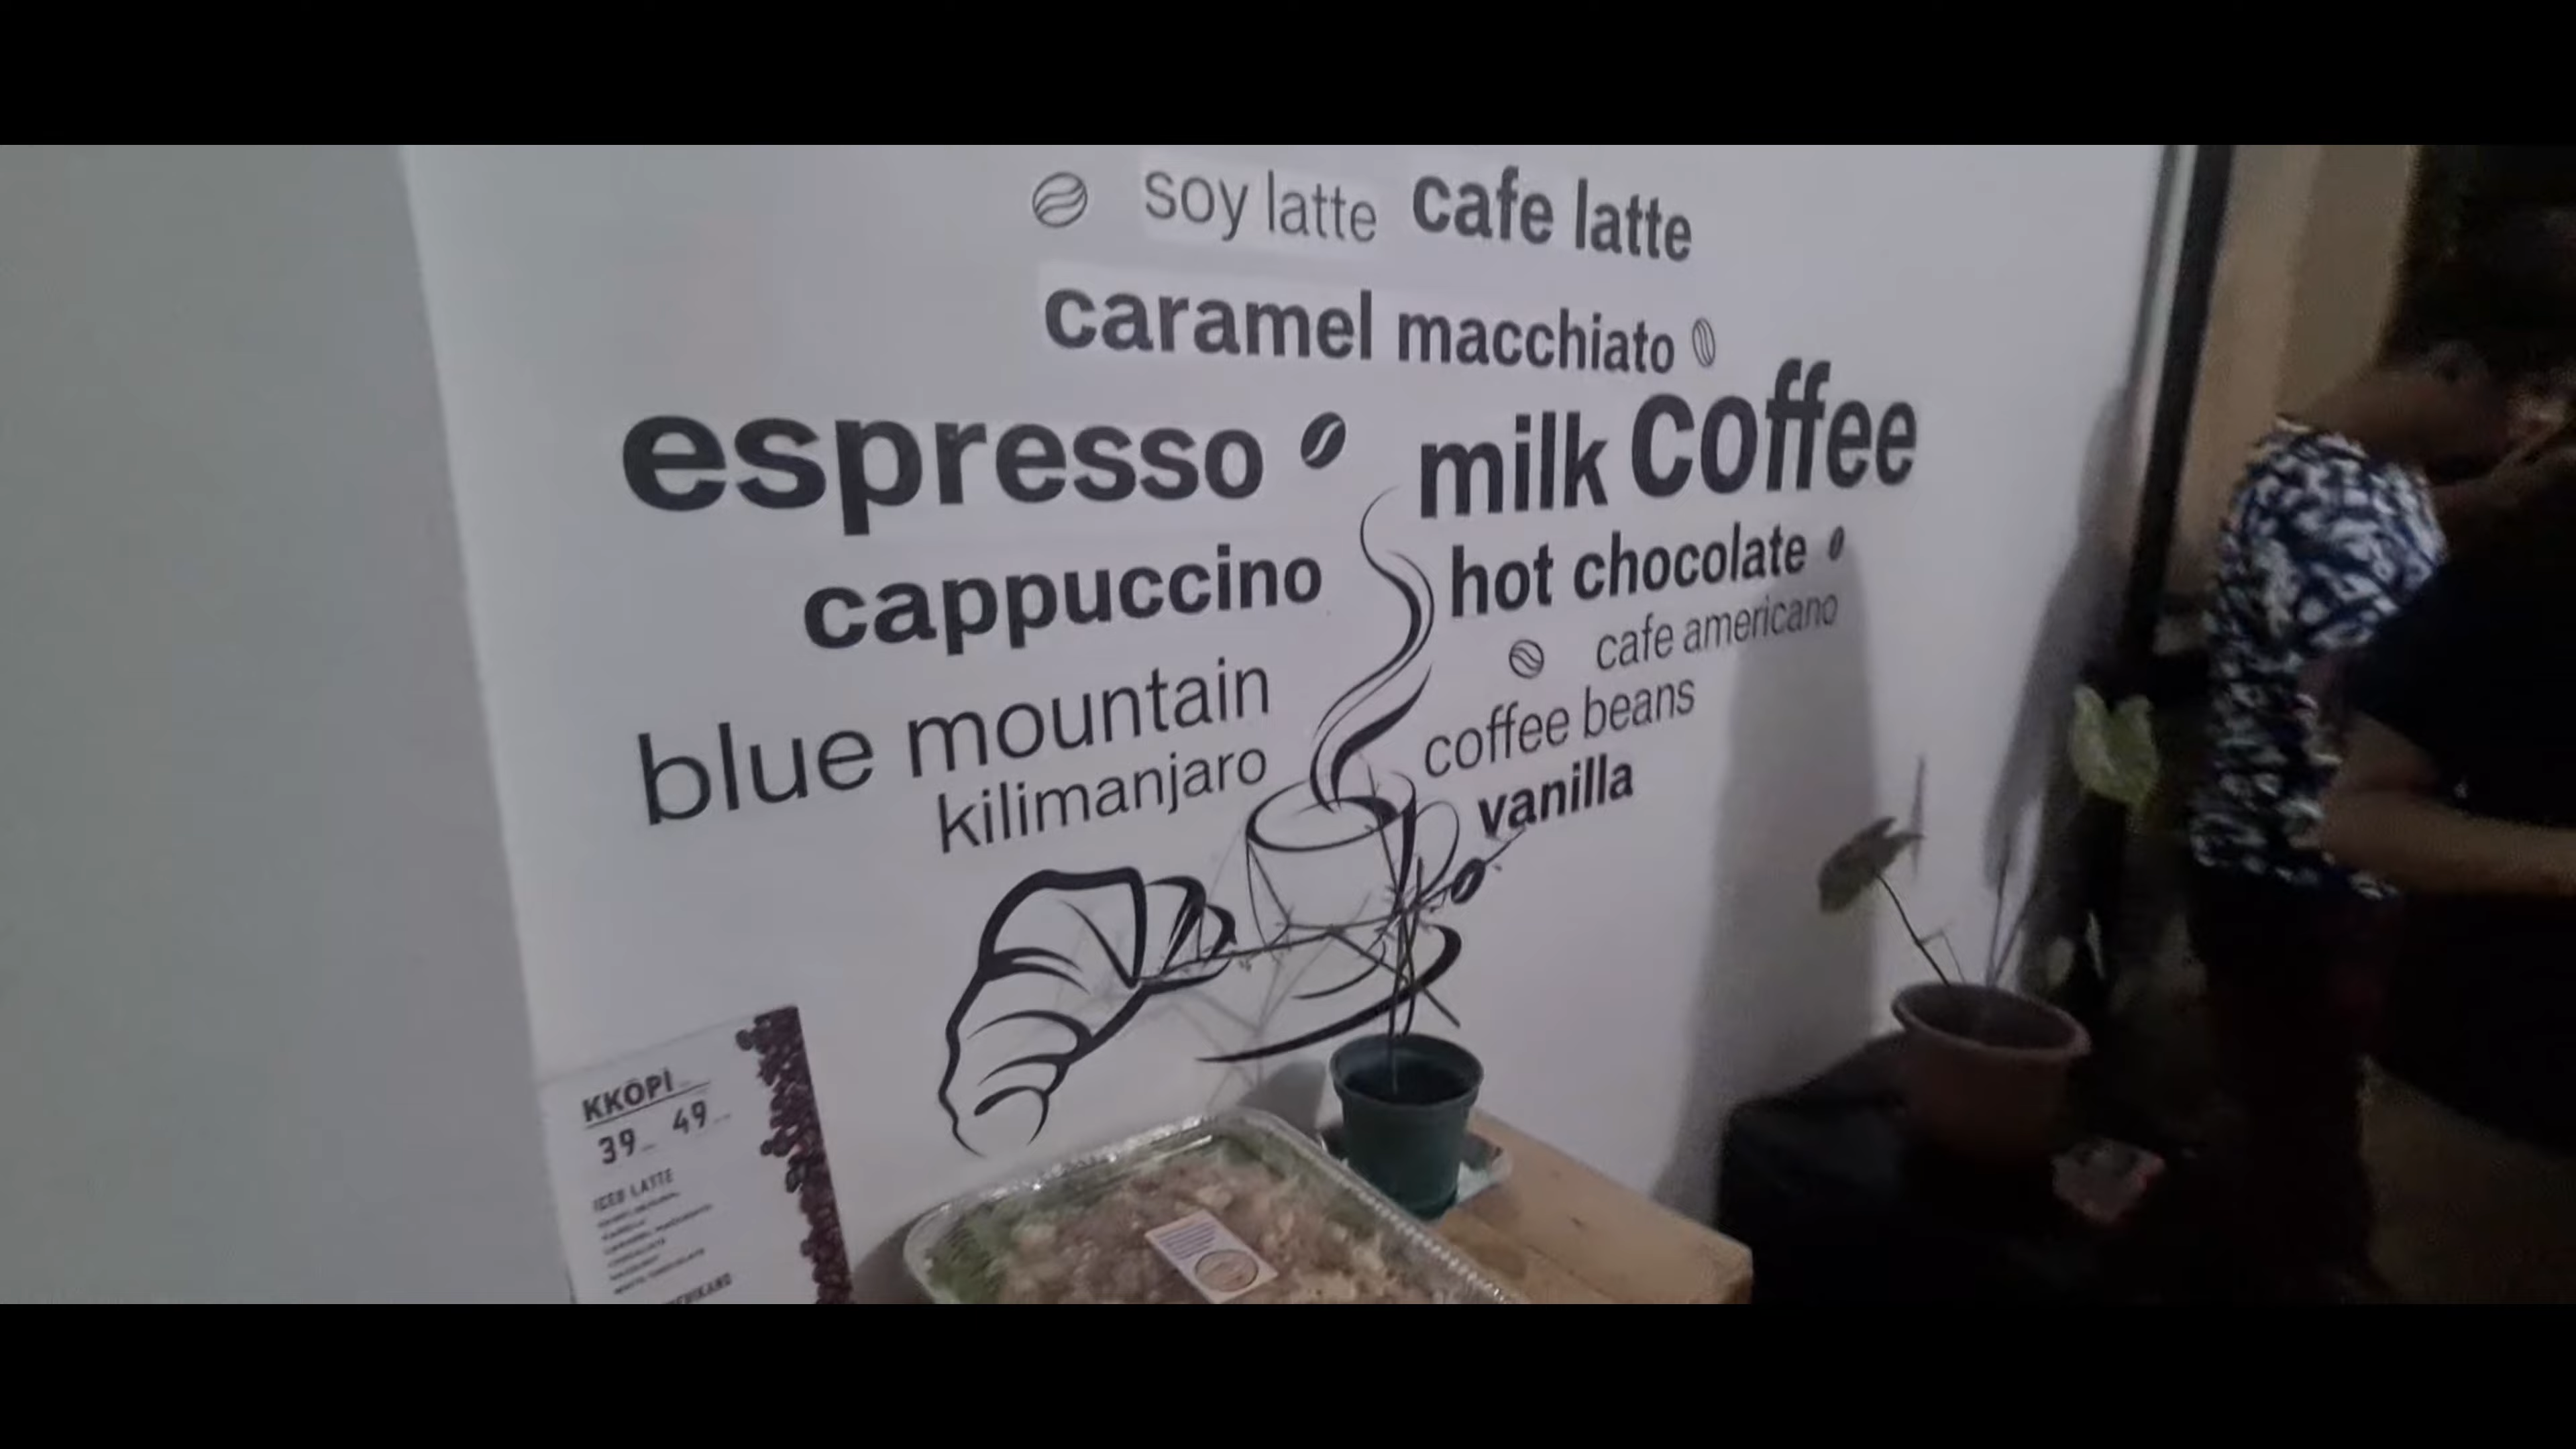 soy latte cafe latte
caramel macchiato
espresso milk coffee
cappuccino hot chocolate
cafe americano
blue mountain coffee beans
kilimanjaro vanilla
KKOPI
39 49
ICED LATTE